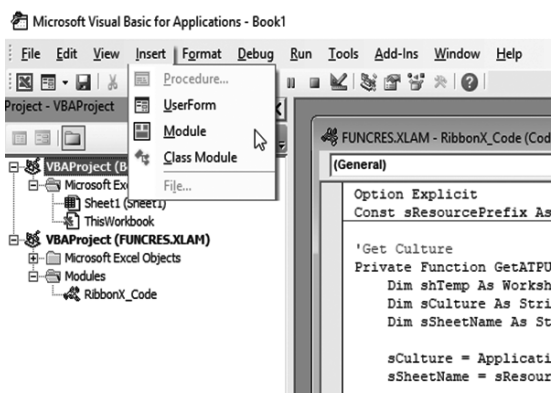 Microsoft Visual Basic for Applications - Book1
File Edit View Insert Format Debug Run Tools Add-Ins Window Help
Procedure...
UserForm
Module
Class Module
File...
Project - VBAProject
VBAProject (B
Microsoft Exc
Sheet1 (Sheet1)
ThisWorkbook
VBAProject (FUNCRES.XLAM)
Microsoft Excel Objects
Modules
RibbonX_Code
FUNCRES.XLAM - RibbonX_Code (Cod
(General)
Option Explicit
Const sResourcePrefix As
'Get Culture
Private Function GetATPU
Dim shTemp As Worksh
Dim sCulture As Stri
Dim sSheetName As St
sCulture = Applicati
sSheetName = sResour